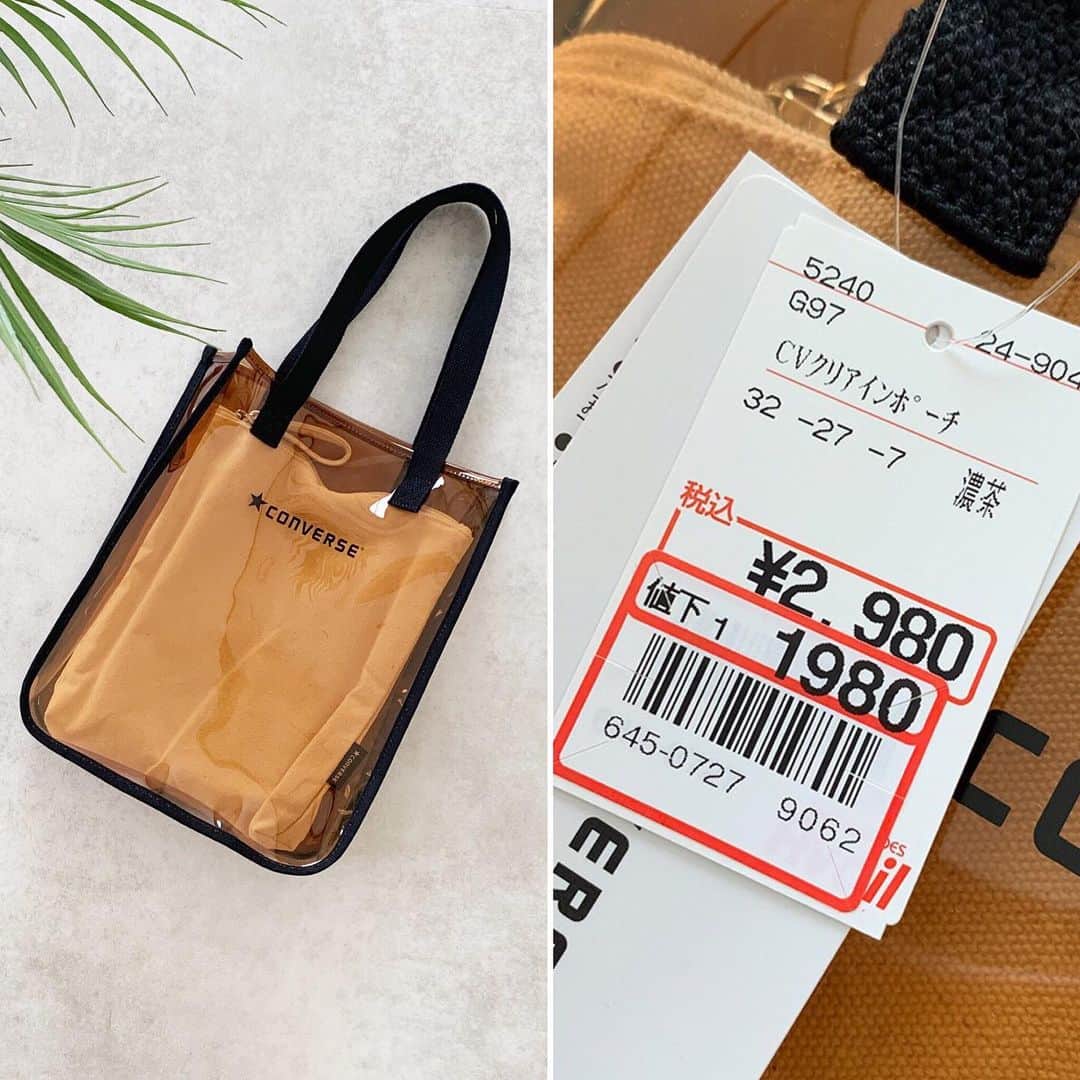 ★CONVERSE
★CONVERSE
5240
G97
24-904
CVクリアインポーチ
32 -27 -7
濃茶
税込
¥2,980
値下1 1980
645-0727 9062